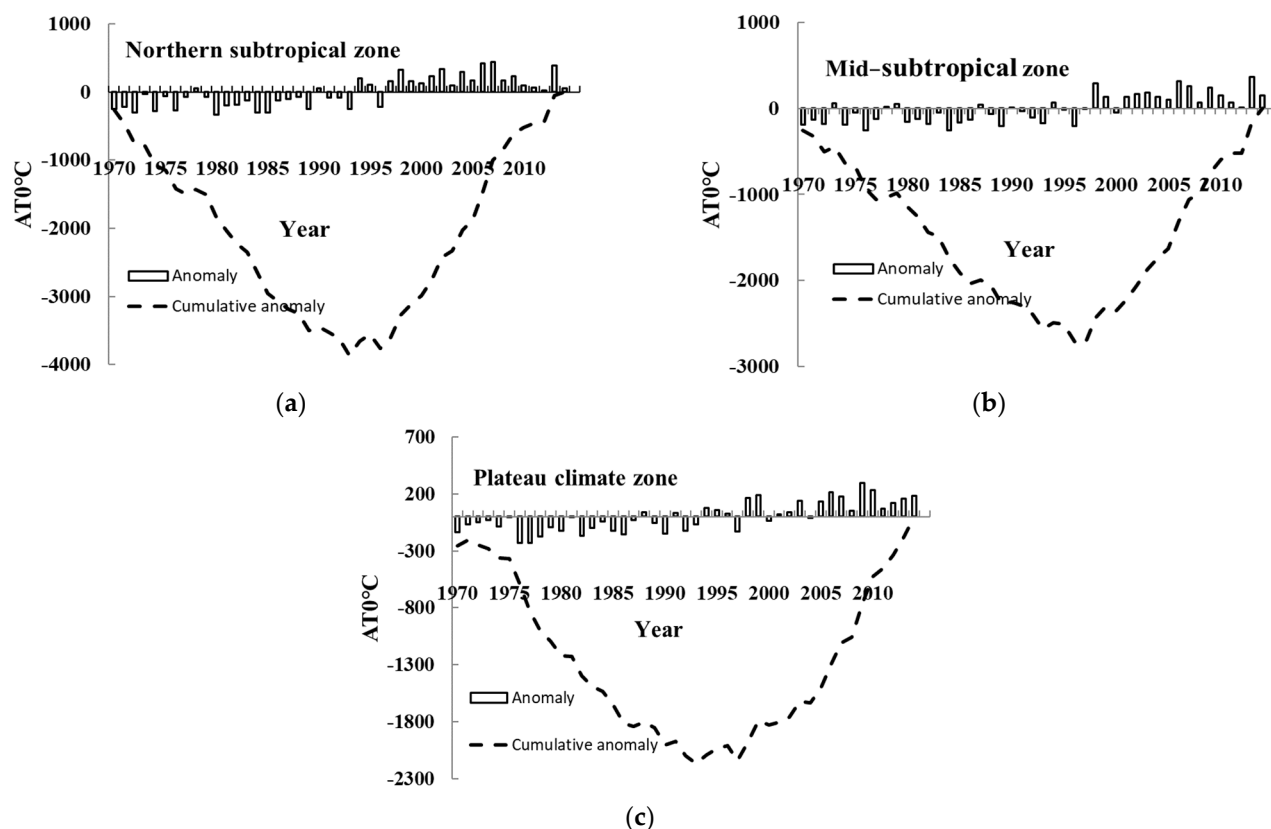 1000
Northern subtropical zone
0
-1000
1970 1975 1980 1985 1990 1995 2000 2005 2010
AT0°C
-2000
Year
Anomaly
-3000
Cumulative anomaly
-4000
(a)
1000
Mid-subtropical zone
0
1970 1975 1980 1985 1990 1995 2000 2005 2010
-1000
AT0°C
Year
Anomaly
-2000
Cumulative anomaly
-3000
(b)
700
Plateau climate zone
200
-300
1970 1975 1980 1985 1990 1995 2000 2005 2010
-800
AT0°C
Year
-1300
Anomaly
-1800
Cumulative anomaly
-2300
(c)